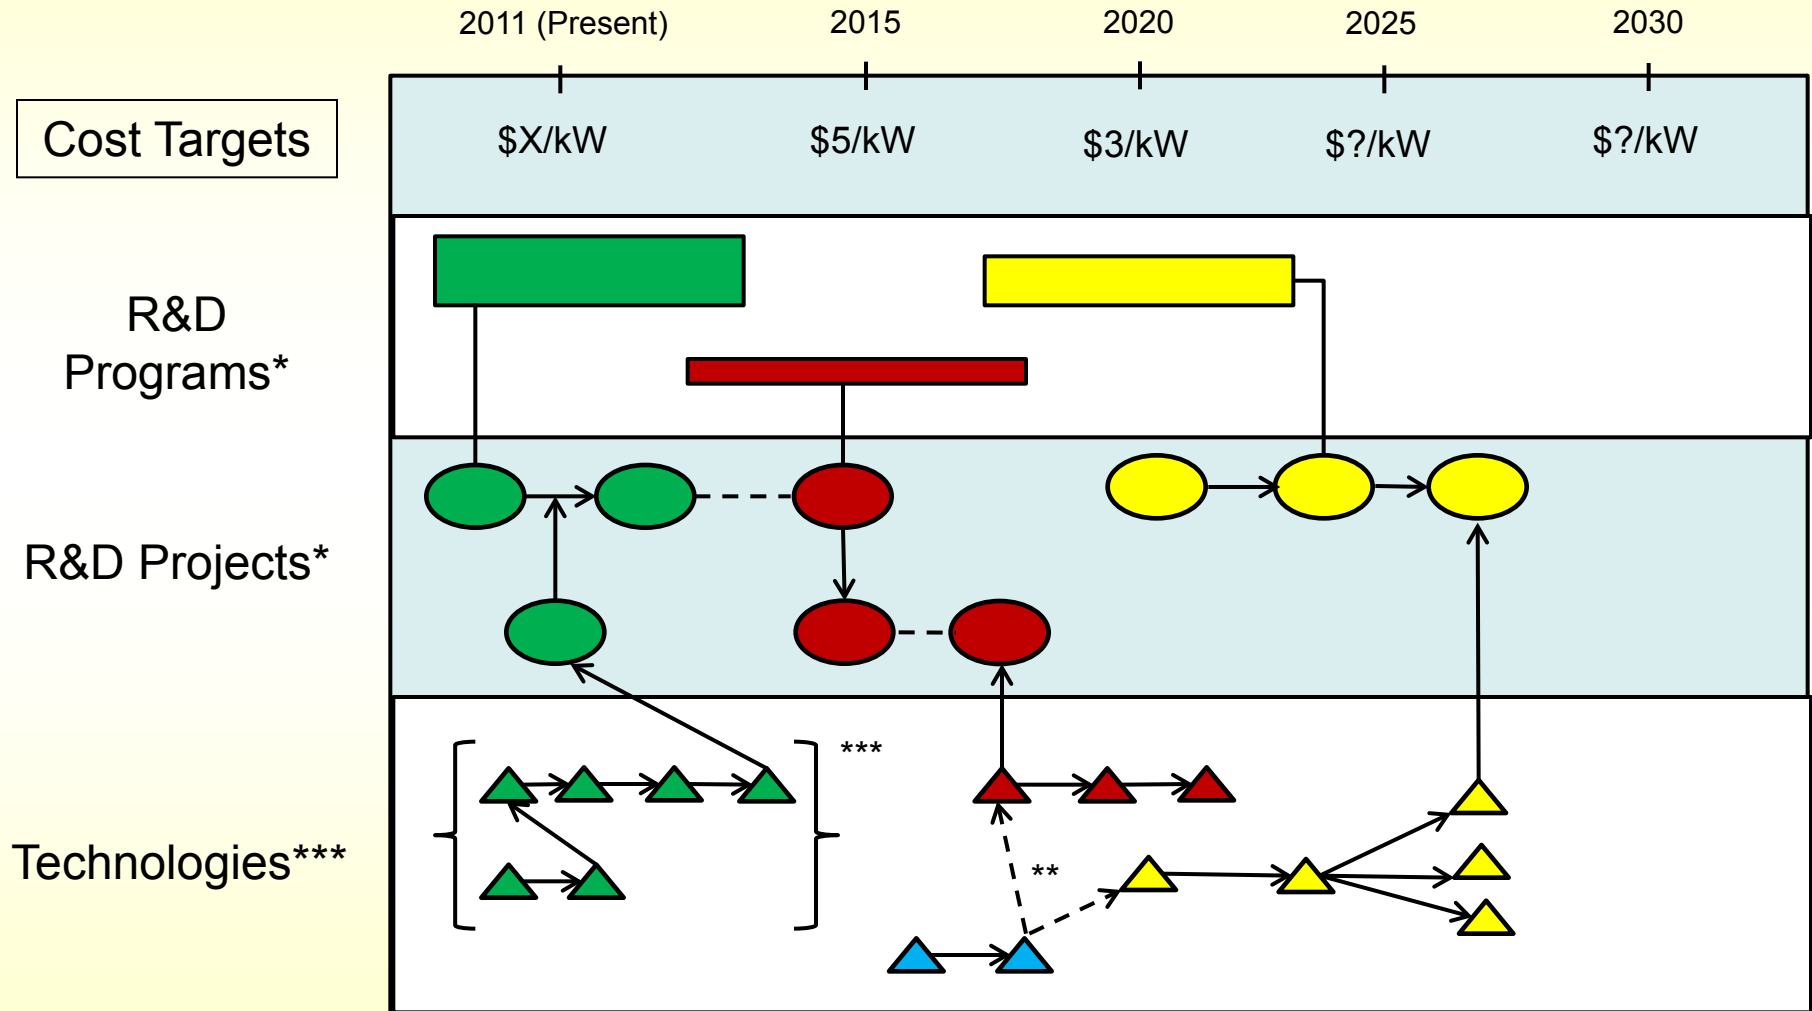 2011 (Present) 2015 2020 2025 2030
Cost Targets
$X/kW $5/kW $3/kW $?/kW $?/kW
R&D
Programs*
R&D Projects*
***
Technologies***
**